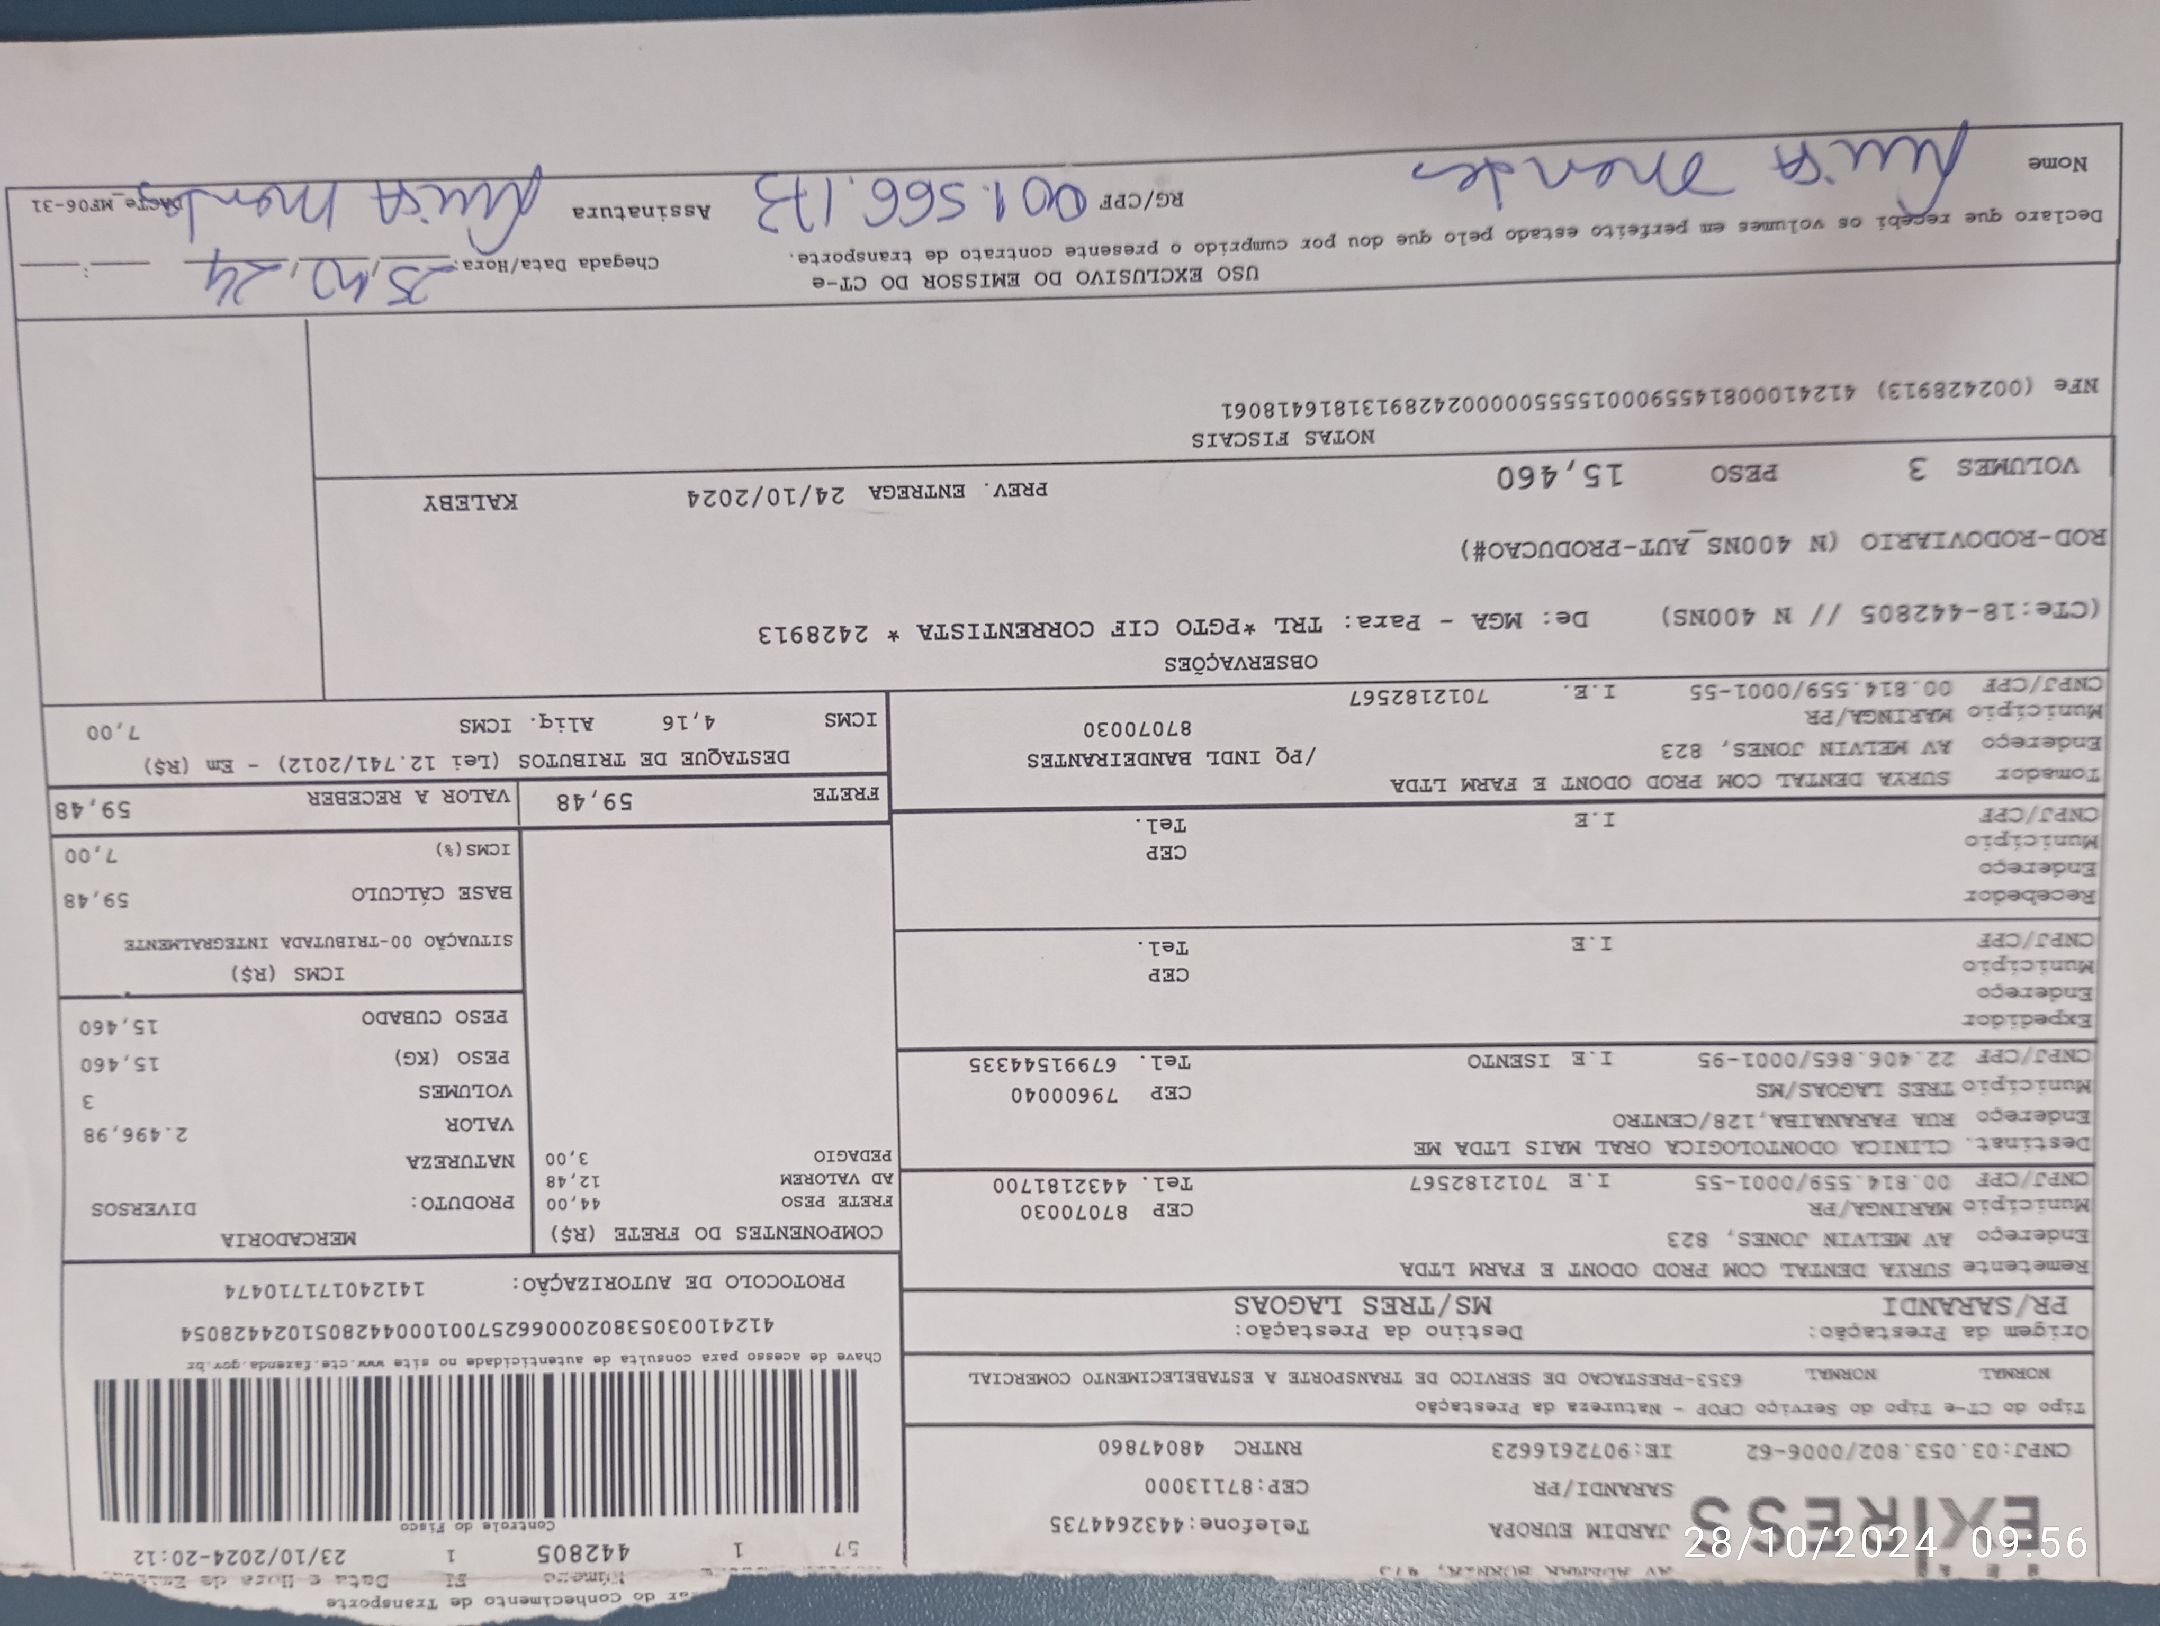 ar do Conhecimento de Transporte
Número Fl Data e Hora de
57 1 442805 1 23/10/2024-20:12
Controle do Fisco
Chave de acesso para consulta de autenticidade no site www.cte.fazenda.gov.br
41241003053802000662570010004428051024428054
PROTOCOLO DE AUTORIZAÇÃO: 141240171710474
JARDIM EUROPA Telefone:4432644735
SARANDI/PR CEP:87113000
CNPJ:03.053.802/0006-62 IE:9072616623 RNTRC 48047860
Tipo do CT-e Tipo do Serviço CFOP - Natureza da Prestação
NORMAL NORMAL 6353-PRESTACAO DE SERVICO DE TRANSPORTE A ESTABELECIMENTO COMERCIAL
Origem da Prestação: Destino da Prestação:
PR/SARANDI MS/TRES LAGOAS
Remetente SURYA DENTAL COM PROD ODONT E FARM LTDA
Endereço AV MELVIN JONES, 823
Município MARINGA/PR CEP 87070030
CNPJ/CPF 00.814.559/0001-55 I.E 7012182567 Tel. 4432181700
Destinat. CLINICA ODONTOLOGICA ORAL MAIS LTDA ME
Endereço RUA PARANAIBA,128/CENTRO
Município TRES LAGOAS/MS CEP 79600040
CNPJ/CPF 22.406.865/0001-95 I.E ISENTO Tel. 67991544335
Expedidor
Endereço
Município CEP
CNPJ/CPF I.E Tel.
Recebedor
Endereço
Município CEP
CNPJ/CPF I.E Tel.
Tomador SURYA DENTAL COM PROD ODONT E FARM LTDA
Endereço AV MELVIN JONES, 823 /PQ INDL BANDEIRANTES
Município MARINGA/PR 87070030
CNPJ/CPF 00.814.559/0001-55 I.E. 7012182567
COMPONENTES DO FRETE (R$)
FRETE PESO 44,00
AD VALOREM 12,48
PEDAGIO 3,00
MERCADORIA
PRODUTO: DIVERSOS
NATUREZA
VALOR 2.496,98
VOLUMES 3
PESO (KG) 15,460
PESO CUBADO 15,460
ICMS (R$)
SITUAÇÃO 00-TRIBUTADA INTEGRALMENTE
BASE CÁLCULO 59,48
ICMS(%) 7,00
FRETE 59,48 VALOR A RECEBER 59,48
DESTAQUE DE TRIBUTOS (Lei 12.741/2012) - Em (R$)
ICMS 4,16 Aliq. ICMS 7,00
OBSERVAÇÕES
(CTe:18-442805 // N 400NS) De: MGA - Para: TRL *PGTO CIF CORRENTISTA * 2428913
ROD-RODOVIARIO (N 400NS_AUT-PRODUCAO#)
VOLUMES 3 PESO 15,460 PREV. ENTREGA 24/10/2024 KALEBY
NOTAS FISCAIS
NFe (002428913) 41241000814559000155550000024289131816418061
USO EXCLUSIVO DO EMISSOR DO CT-e
Declaro que recebi os volumes em perfeito estado pelo que dou por cumprido o presente contrato de transporte.
Chegada Data/Hora: 25,10,24 __:__
Nome RG/CPF 001.566.173 Assinatura
DACTe_MF06-31
28/10/2024 09:56